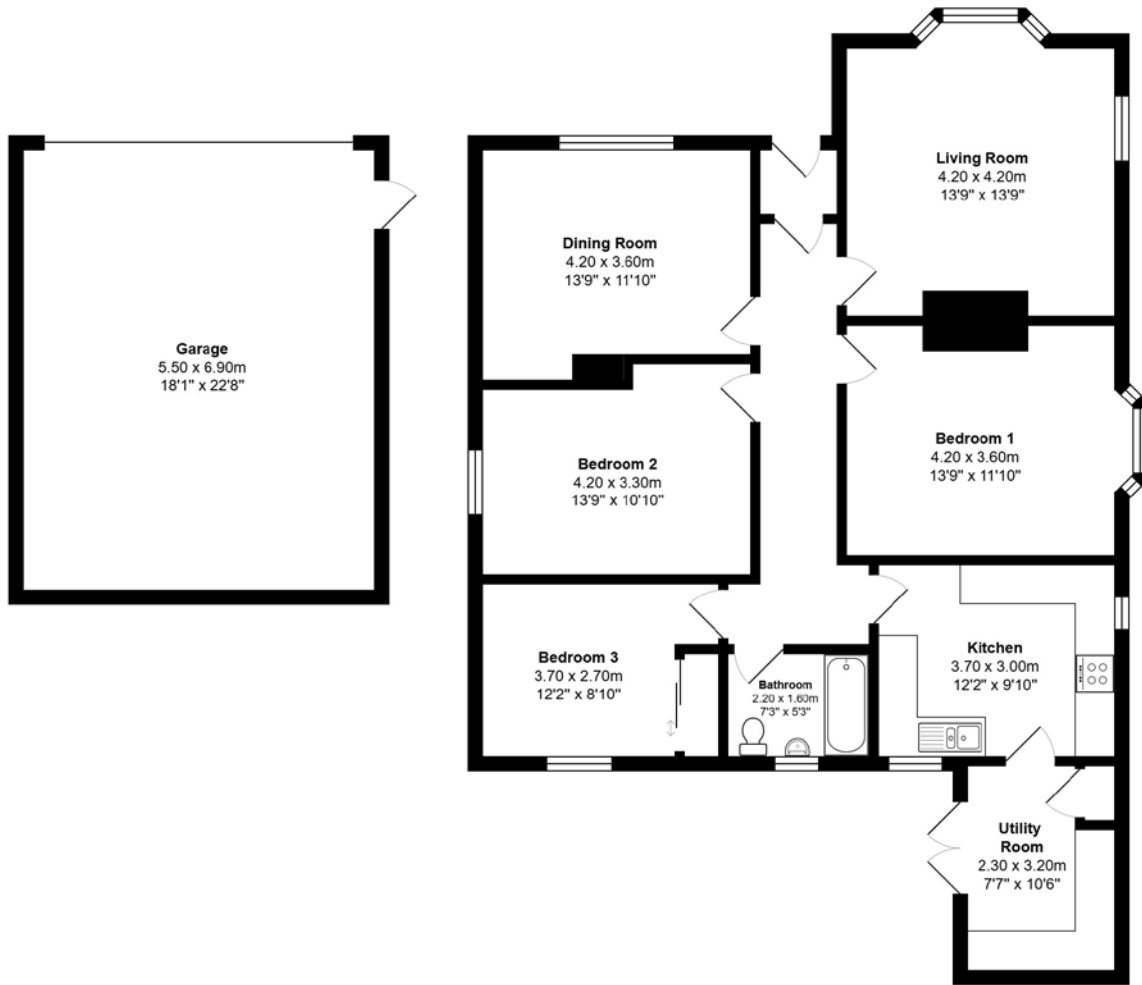 Living Room
4.20 x 4.20m
13'9" x 13'9"
Dining Room
4.20 x 3.60m
13'9" x 11'10"
Garage
5.50 x 6.90m
18'1" x 22'8"
Bedroom 1
4.20 x 3.60m
13'9" x 11'10"
Bedroom 2
4.20 x 3.30m
13'9" x 10'10"
Kitchen
3.70 x 3.00m
12'2" x 9'10"
Bedroom 3
3.70 x 2.70m
12'2" x 8'10"
Bathroom
2.20 x 1.60m
7'3" x 5'3"
Utility
Room
2.30 x 3.20m
7'7" x 10'6"